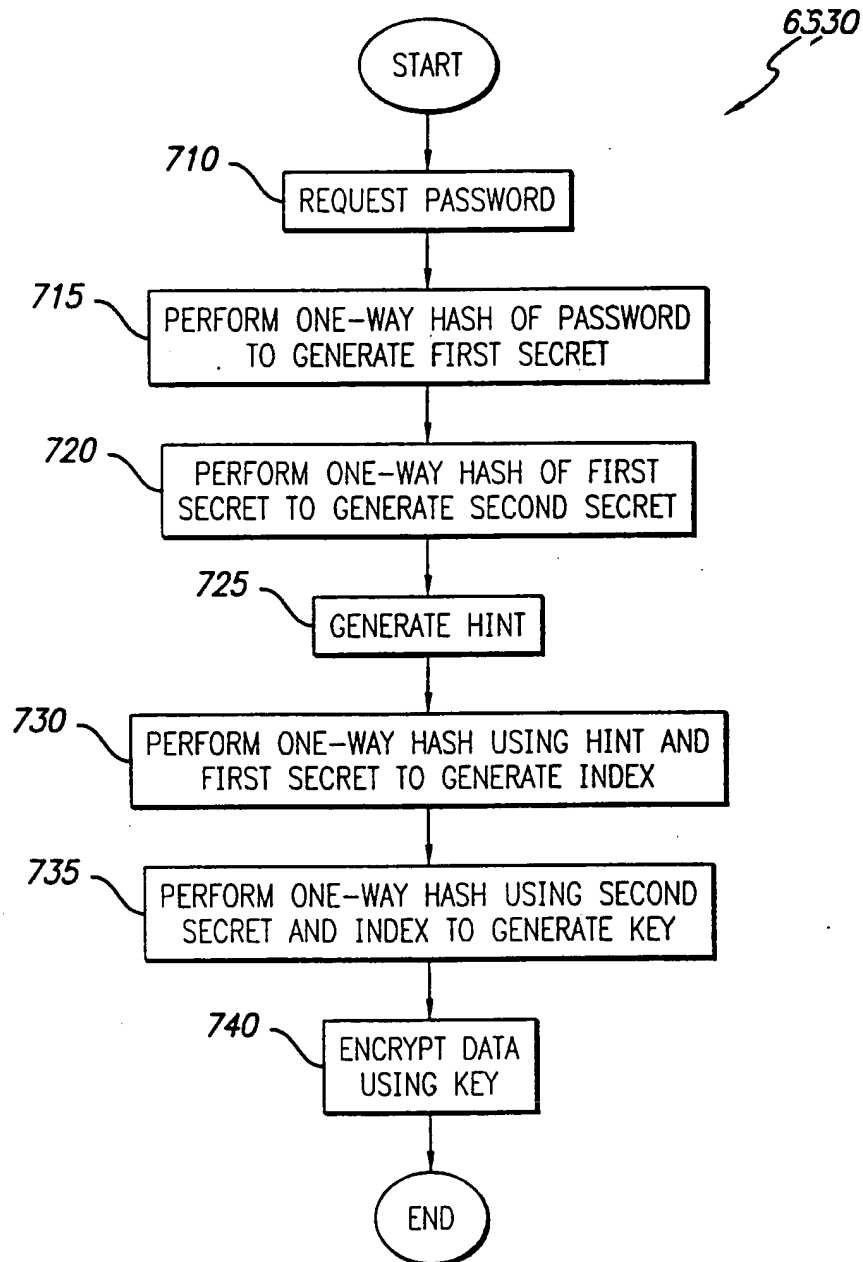 6530
START
710
REQUEST PASSWORD
715
PERFORM ONE-WAY HASH OF PASSWORD
TO GENERATE FIRST SECRET
720
PERFORM ONE-WAY HASH OF FIRST
SECRET TO GENERATE SECOND SECRET
725
GENERATE HINT
730
PERFORM ONE-WAY HASH USING HINT AND
FIRST SECRET TO GENERATE INDEX
735
PERFORM ONE-WAY HASH USING SECOND
SECRET AND INDEX TO GENERATE KEY
740
ENCRYPT DATA
USING KEY
END